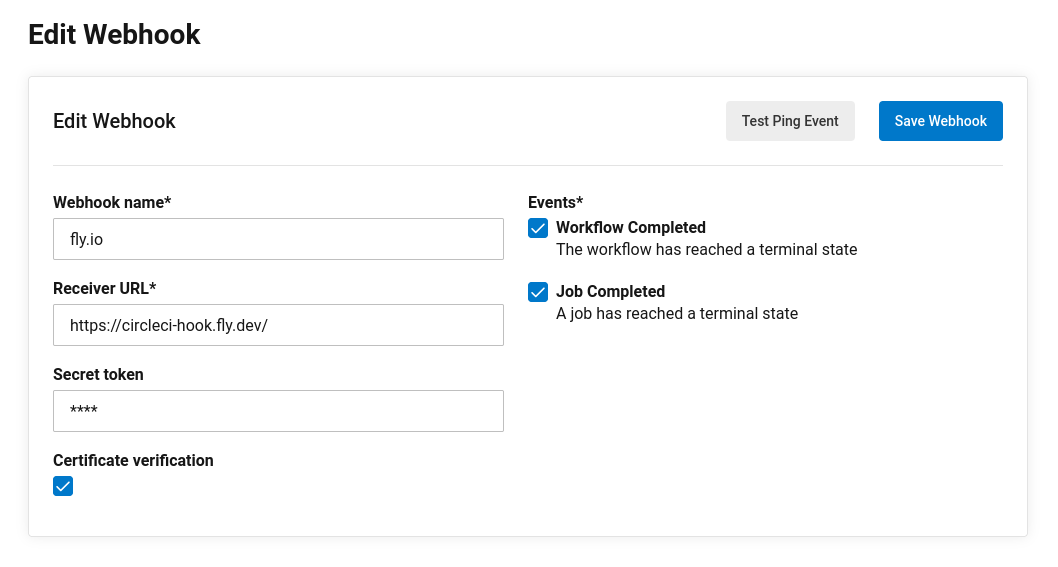 Edit Webhook
Edit Webhook
Test Ping Event
Save Webhook
Webhook name*
fly.io
Receiver URL*
https://circleci-hook.fly.dev/
Secret token
****
Certificate verification
Events*
Workflow Completed
The workflow has reached a terminal state
Job Completed
A job has reached a terminal state